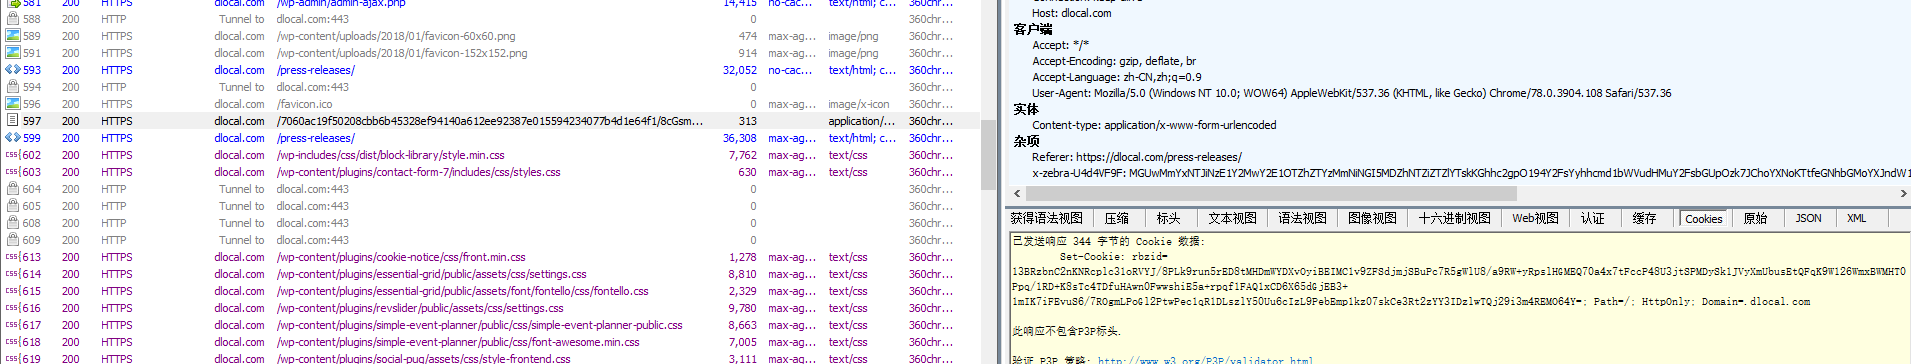 581 200 HTTPS dlocal.com /wp-admin/admin-ajax.php 14,415 no-cac... text/html; c... 360chr...
588 200 HTTP Tunnel to dlocal.com:443 0 360chr...
589 200 HTTPS dlocal.com /wp-content/uploads/2018/01/favicon-60x60.png 474 max-ag... image/png 360chr...
591 200 HTTPS dlocal.com /wp-content/uploads/2018/01/favicon-152x152.png 914 max-ag... image/png 360chr...
593 200 HTTPS dlocal.com /press-releases/ 32,052 no-cac... text/html; c... 360chr...
594 200 HTTP Tunnel to dlocal.com:443 0 360chr...
596 200 HTTPS dlocal.com /favicon.ico 0 max-ag... image/x-icon 360chr...
597 200 HTTPS dlocal.com /7060ac19f50208cbb6b45328ef94140a612ee92387e015594234077b4d1e64f1/8cGsm... 313 application/... 360chr...
599 200 HTTPS dlocal.com /press-releases/ 36,308 max-ag... text/html; c... 360chr...
602 200 HTTPS dlocal.com /wp-includes/css/dist/block-library/style.min.css 7,762 max-ag... text/css 360chr...
603 200 HTTPS dlocal.com /wp-content/plugins/contact-form-7/includes/css/styles.css 630 max-ag... text/css 360chr...
604 200 HTTP Tunnel to dlocal.com:443 0 360chr...
605 200 HTTP Tunnel to dlocal.com:443 0 360chr...
608 200 HTTP Tunnel to dlocal.com:443 0 360chr...
609 200 HTTP Tunnel to dlocal.com:443 0 360chr...
613 200 HTTPS dlocal.com /wp-content/plugins/cookie-notice/css/front.min.css 1,278 max-ag... text/css 360chr...
614 200 HTTPS dlocal.com /wp-content/plugins/essential-grid/public/assets/css/settings.css 8,810 max-ag... text/css 360chr...
615 200 HTTPS dlocal.com /wp-content/plugins/essential-grid/public/assets/font/fontello/css/fontello.css 2,329 max-ag... text/css 360chr...
616 200 HTTPS dlocal.com /wp-content/plugins/revslider/public/assets/css/settings.css 9,780 max-ag... text/css 360chr...
617 200 HTTPS dlocal.com /wp-content/plugins/simple-event-planner/public/css/simple-event-planner-public.css 8,663 max-ag... text/css 360chr...
618 200 HTTPS dlocal.com /wp-content/plugins/simple-event-planner/public/css/font-awesome.min.css 7,005 max-ag... text/css 360chr...
619 200 HTTPS dlocal.com /wp-content/plugins/social-pug/assets/css/style-frontend.css 3,111 max-ag... text/css 360chr...
Host: dlocal.com
客户端
Accept: */*
Accept-Encoding: gzip, deflate, br
Accept-Language: zh-CN,zh;q=0.9
User-Agent: Mozilla/5.0 (Windows NT 10.0; WOW64) AppleWebKit/537.36 (KHTML, like Gecko) Chrome/78.0.3904.108 Safari/537.36
实体
Content-type: application/x-www-form-urlencoded
杂项
Referer: https://dlocal.com/press-releases/
x-zebra-U4d4VF9F:
获得语法视图 压缩 标头 文本视图 语法视图 图像视图 十六进制视图 Web视图 认证 缓存 Cookies 原始 JSON XML
已发送响应 344 字节的 Cookie 数据:
Set-Cookie: rbzid=
Path=/; HttpOnly; Domain=.dlocal.com
此响应不包含P3P标头.
验证 P3P 策略: http://www.w3.org/P3P/validator.html